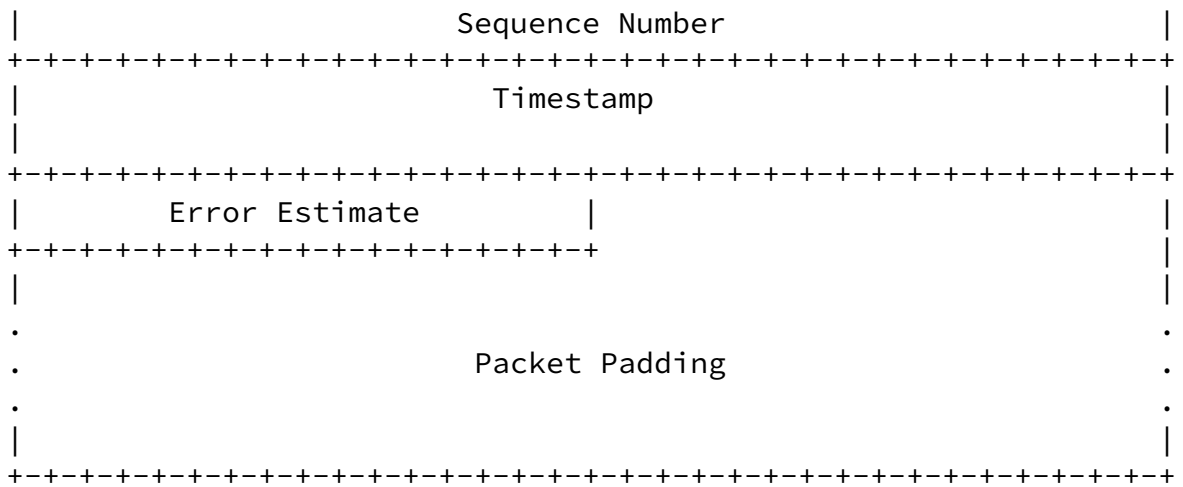 | Sequence Number |
+-+-+-+-+-+-+-+-+-+-+-+-+-+-+-+-+-+-+-+-+-+-+-+-+-+-+-+-+-+-+-+-+
| Timestamp |
| |
+-+-+-+-+-+-+-+-+-+-+-+-+-+-+-+-+-+-+-+-+-+-+-+-+-+-+-+-+-+-+-+-+
| Error Estimate | |
+-+-+-+-+-+-+-+-+-+-+-+-+-+-+-+-+ |
| |
. .
. Packet Padding .
. .
| |
+-+-+-+-+-+-+-+-+-+-+-+-+-+-+-+-+-+-+-+-+-+-+-+-+-+-+-+-+-+-+-+-+